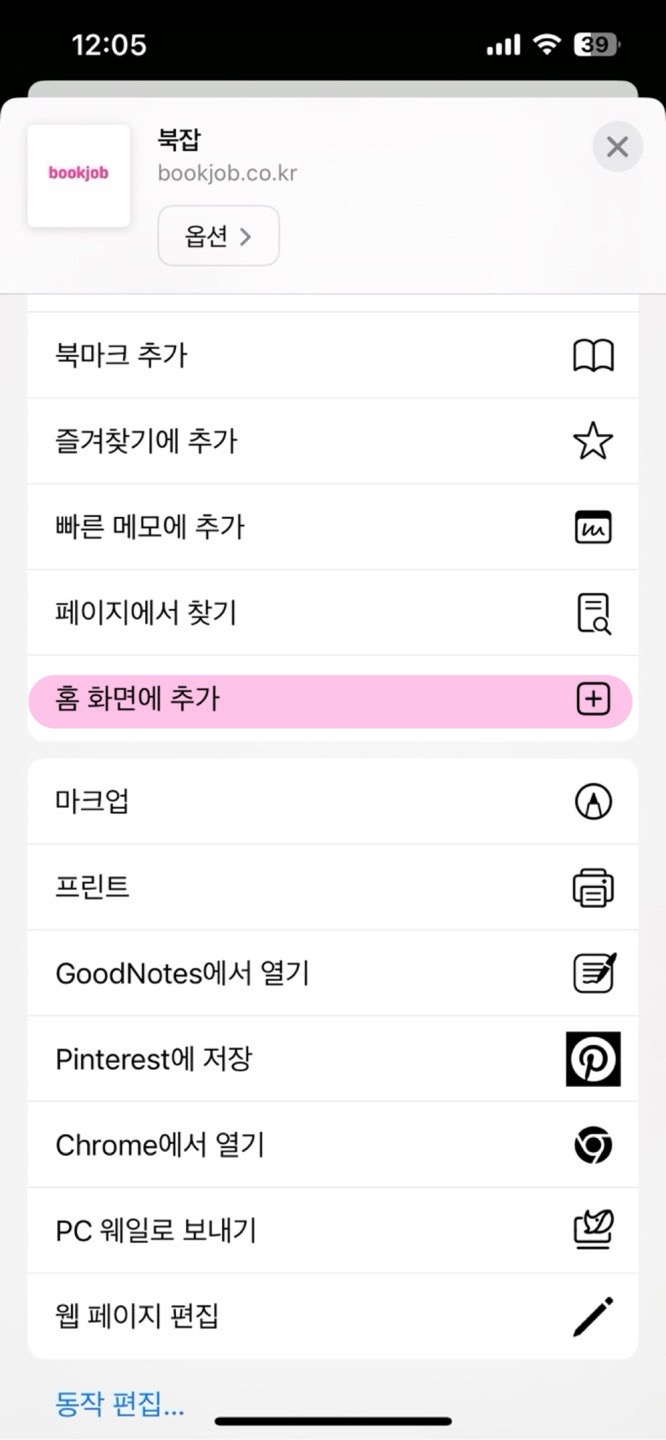 12:05
39
bookjob
북잡
bookjob.co.kr
옵션
북마크 추가
즐겨찾기에 추가
빠른 메모에 추가
페이지에서 찾기
홈 화면에 추가
마크업
프린트
GoodNotes에서 열기
Pinterest에 저장
Chrome에서 열기
PC 웨일로 보내기
웹 페이지 편집
동작 편집...